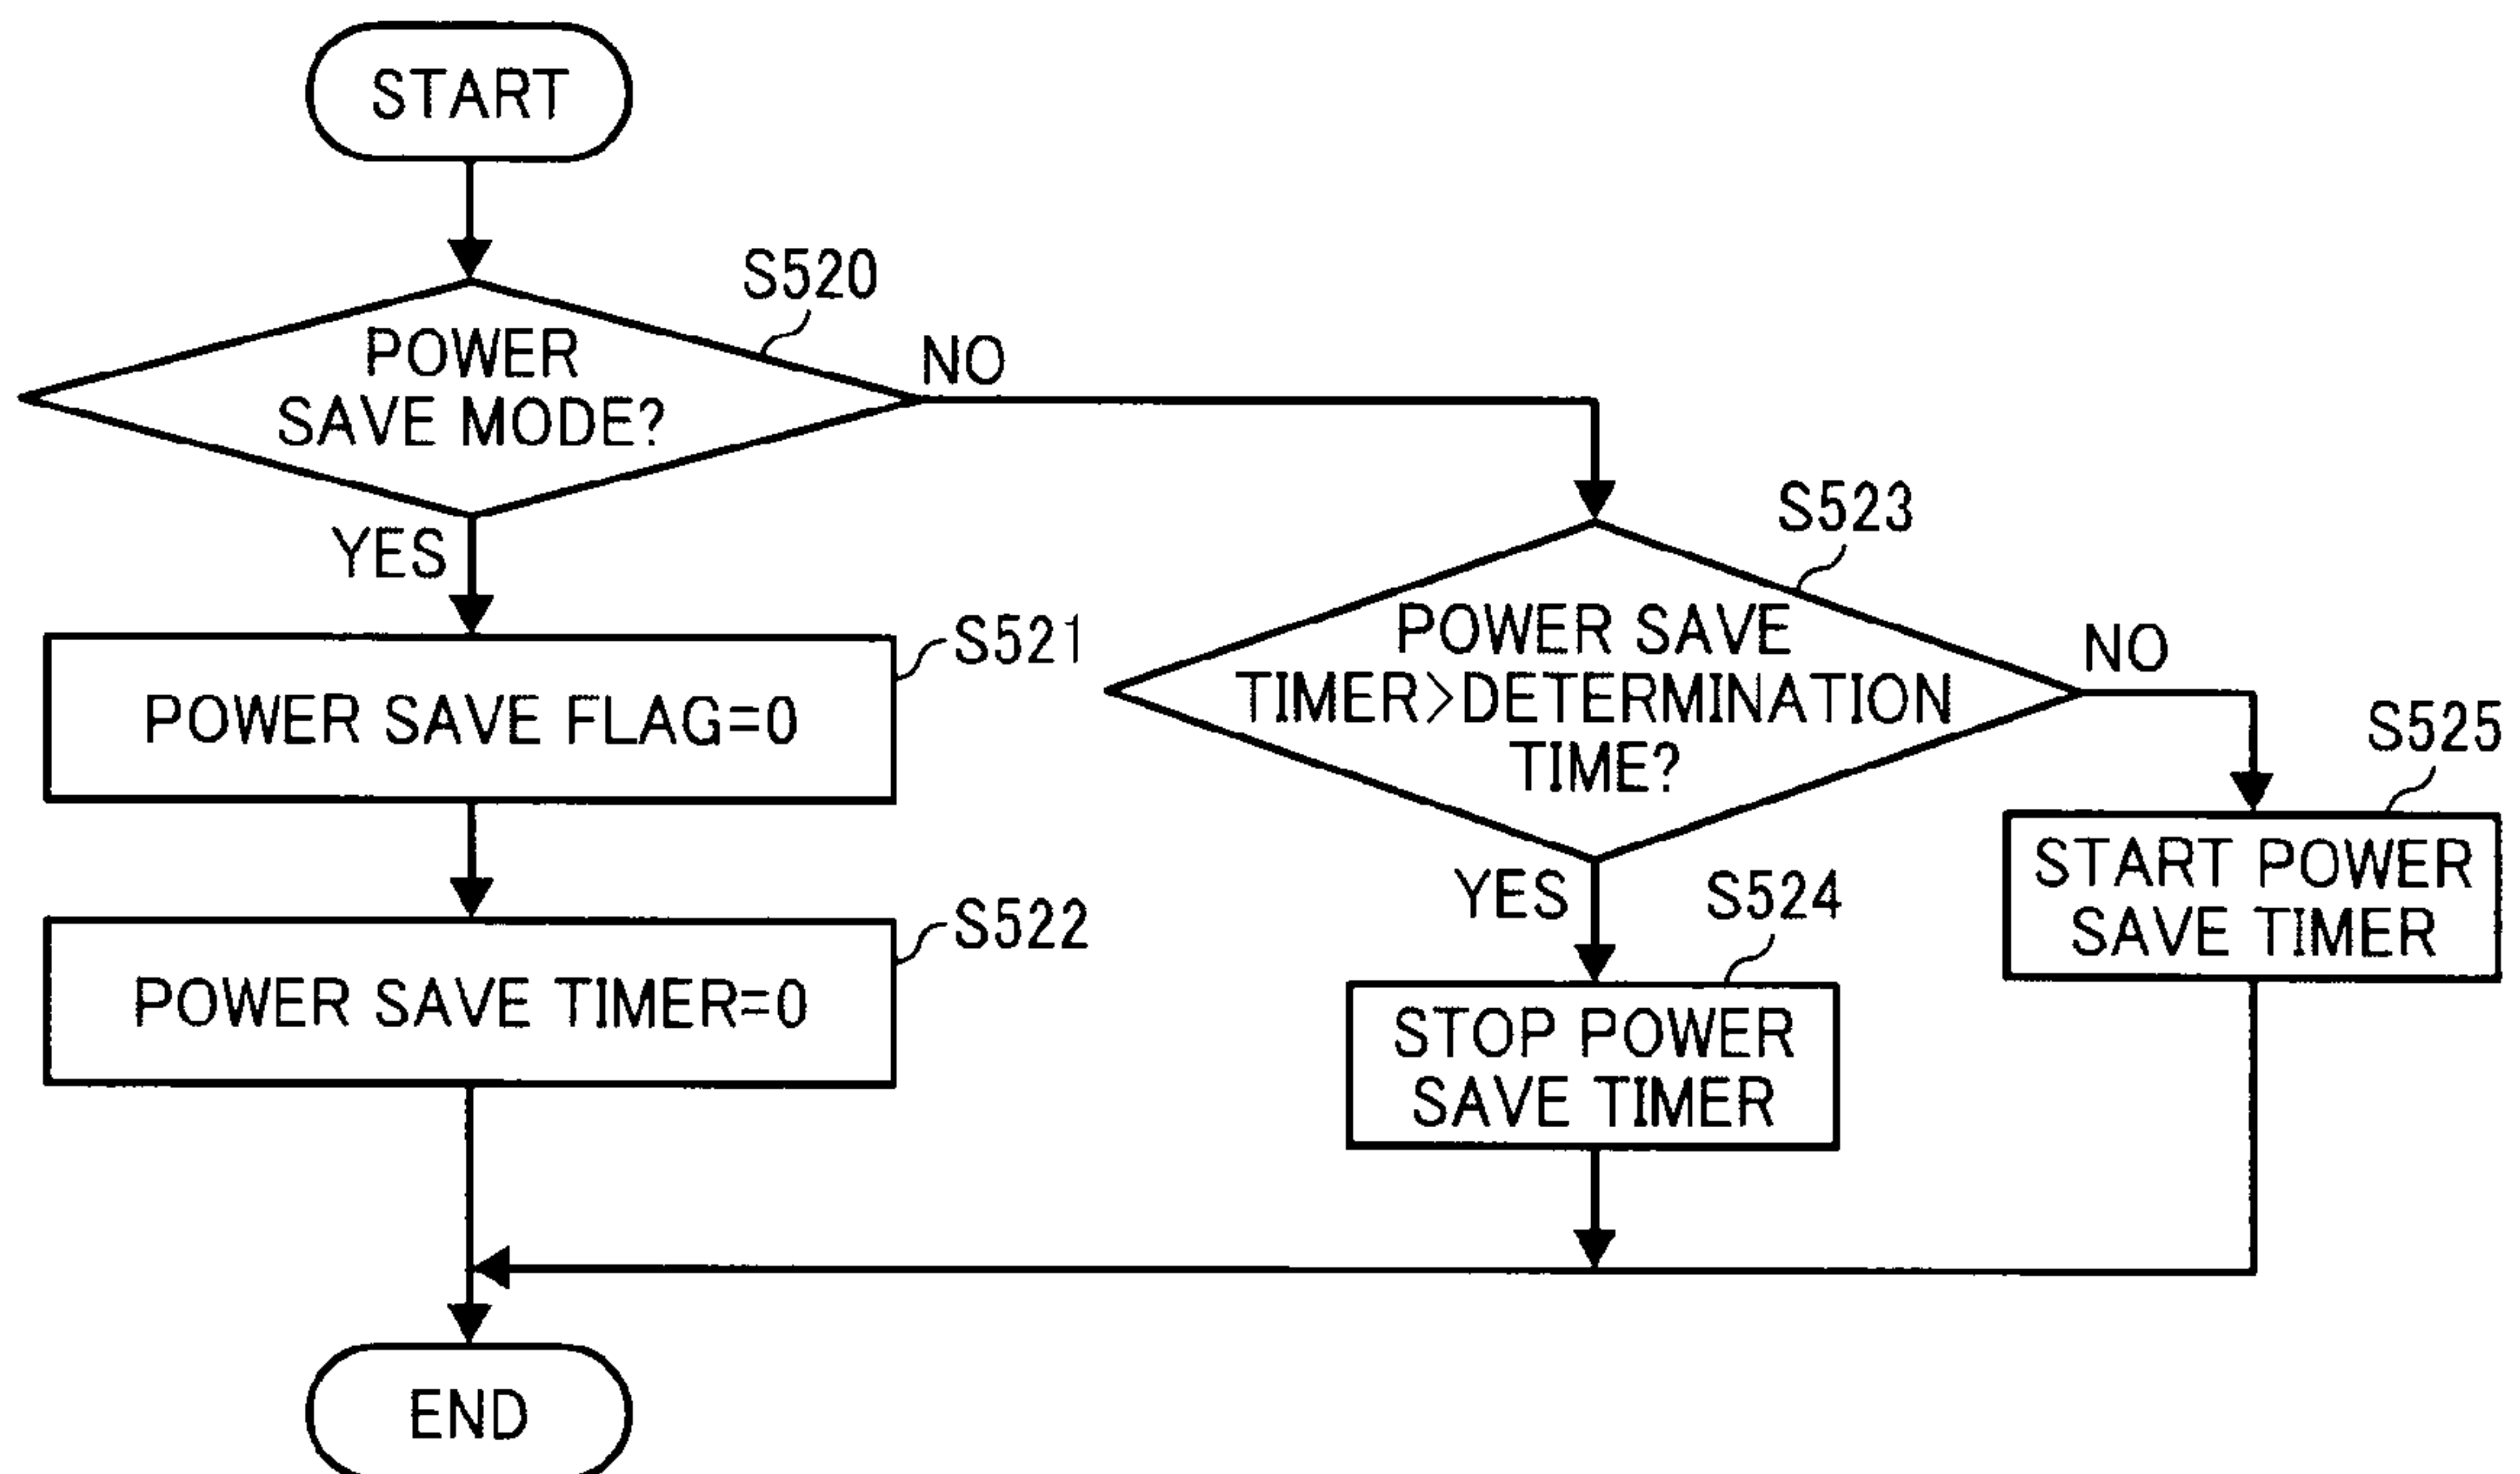 START
S520
POWER
SAVE MODE?
NO
YES
S521
POWER SAVE FLAG=0
S522
POWER SAVE TIMER=0
S523
POWER SAVE
TIMER>DETERMINATION
TIME?
NO
YES
S524
STOP POWER
SAVE TIMER
S525
START POWER
SAVE TIMER
END